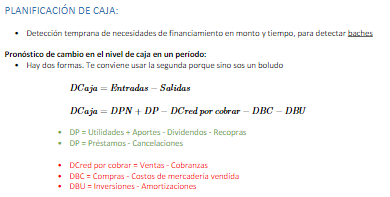 PLANIFICACIÓN DE CAJA:
• Detección temprana de necesidades de financiamiento en monto y tiempo, para detectar baches
Pronóstico de cambio en el nivel de caja en un período:
• Hay dos formas. Te conviene usar la segunda porque sino sos un boludo
DCaja = Entradas − Salidas
DCaja = DPN + DP − DCred por cobrar − DBC − DBU
• DP = Utilidades + Aportes - Dividendos - Recopras
• DP = Préstamos - Cancelaciones
• DCred por cobrar = Ventas - Cobranzas
• DBC = Compras - Costos de mercadería vendida
• DBU = Inversiones - Amortizaciones